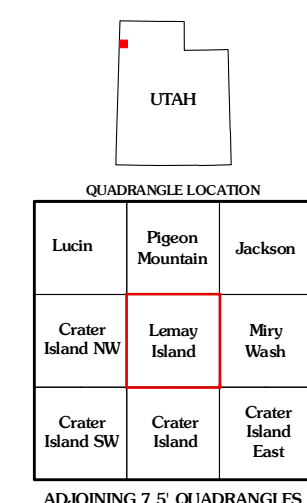 UTAH
QUADRANGLE LOCATION
Lucin
Pigeon
Mountain
Jackson
Crater
Island NW
Lemay
Island
Miry
Wash
Crater
Island SW
Crater
Island
Crater
Island
East
ADJOINING 7.5' QUADRANGLES